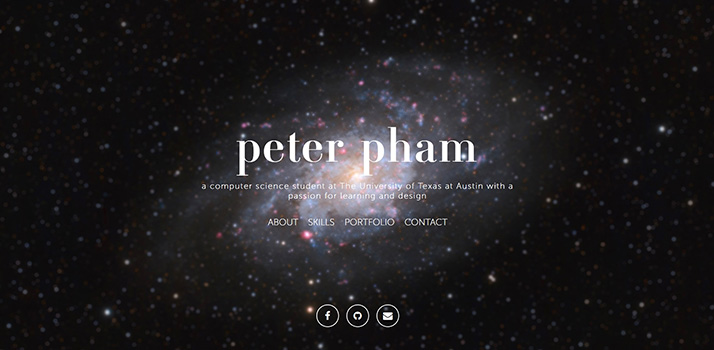 peter pham
a computer science student at The University of Texas at Austin with a
passion for learning and design
ABOUT SKILLS PORTFOLIO CONTACT